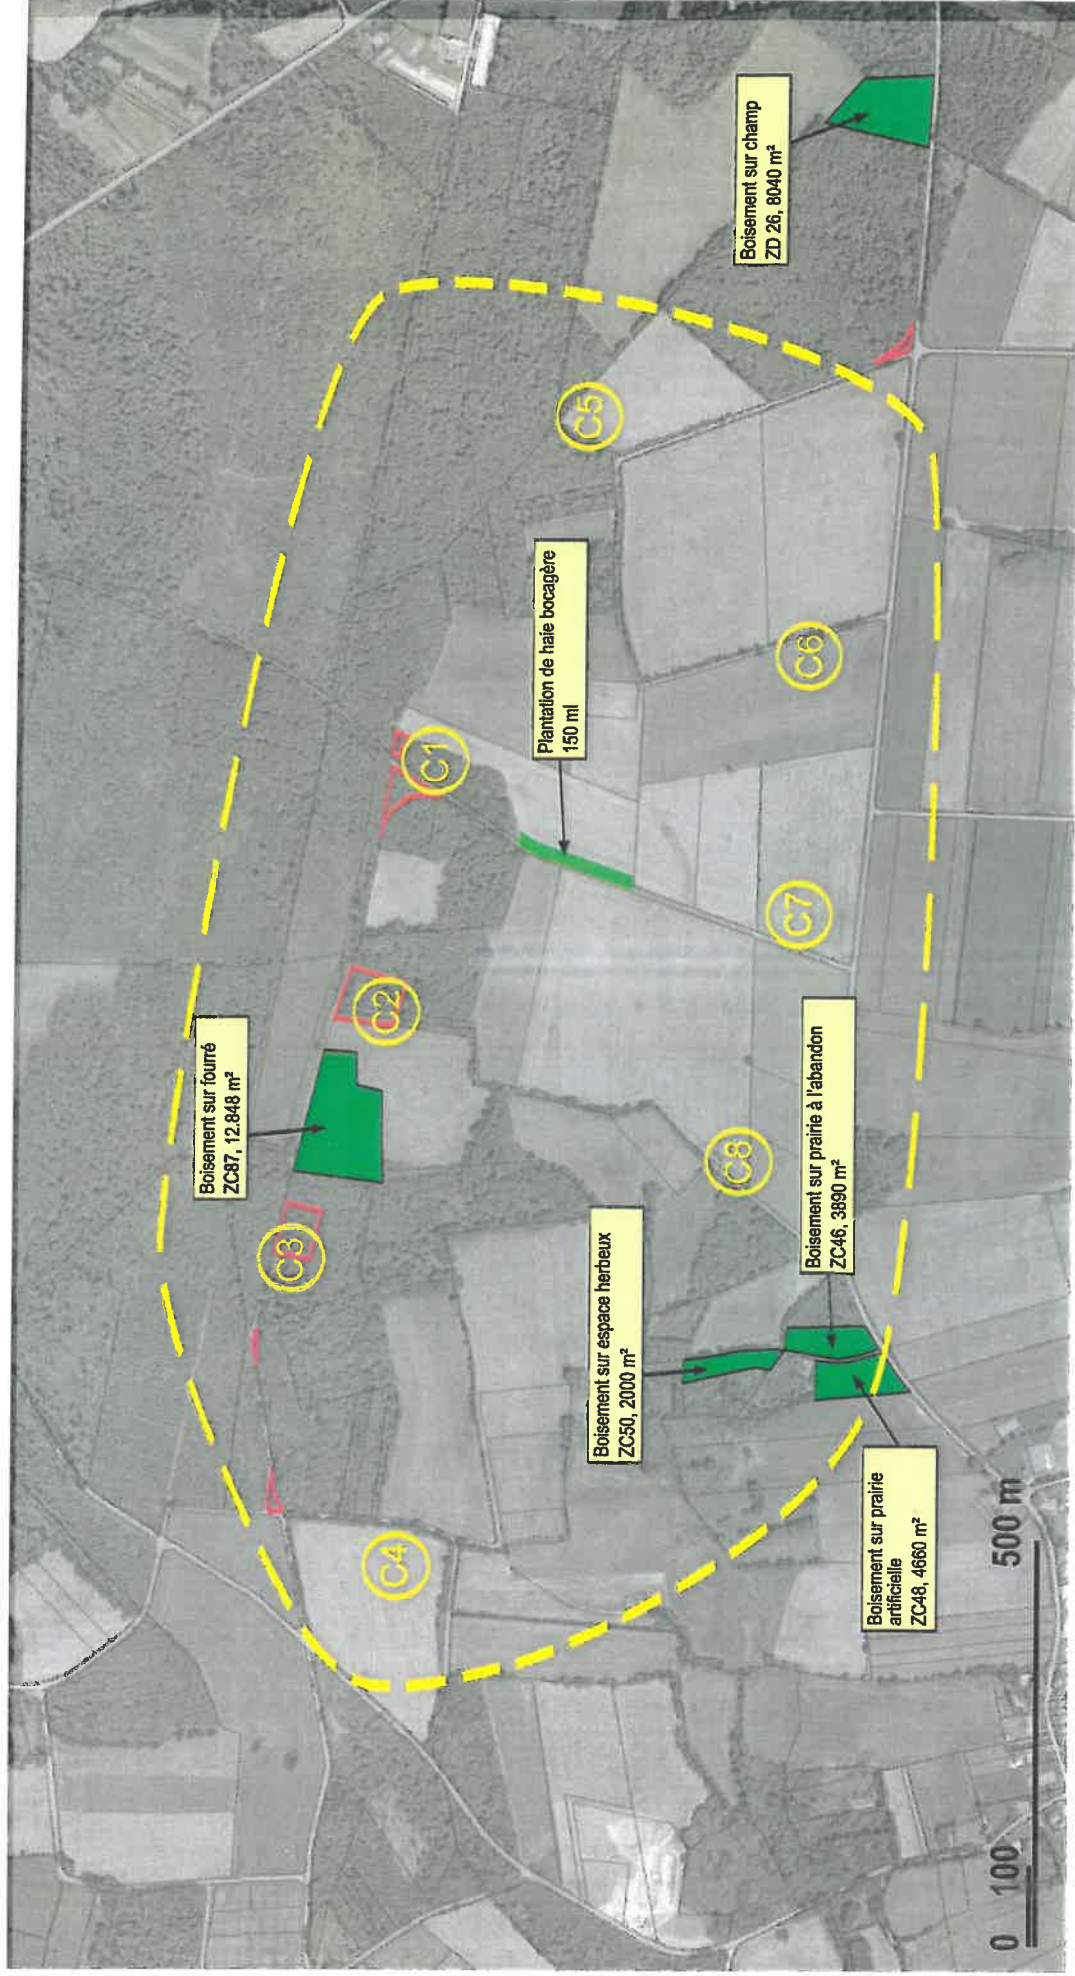 Boisement sur fourré
ZC87, 12.848 m²
C3
C2
C1
C4
C5
Plantation de haie bocagère
150 ml
Boisement sur champ
ZD 26, 8040 m²
Boisement sur espace herbeux
ZC50, 2000 m²
C8
C7
C6
Boisement sur prairie à l'abandon
ZC46, 3890 m²
Boisement sur prairie
artificielle
ZC48, 4660 m²
0 100 500 m